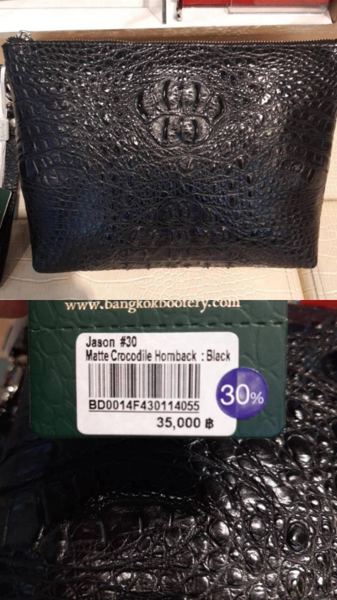 www.bangkokbootery.com
Jason #30
Matte Crocodile Hornback : Black
BD0014F430114055
30%
35,000 ฿